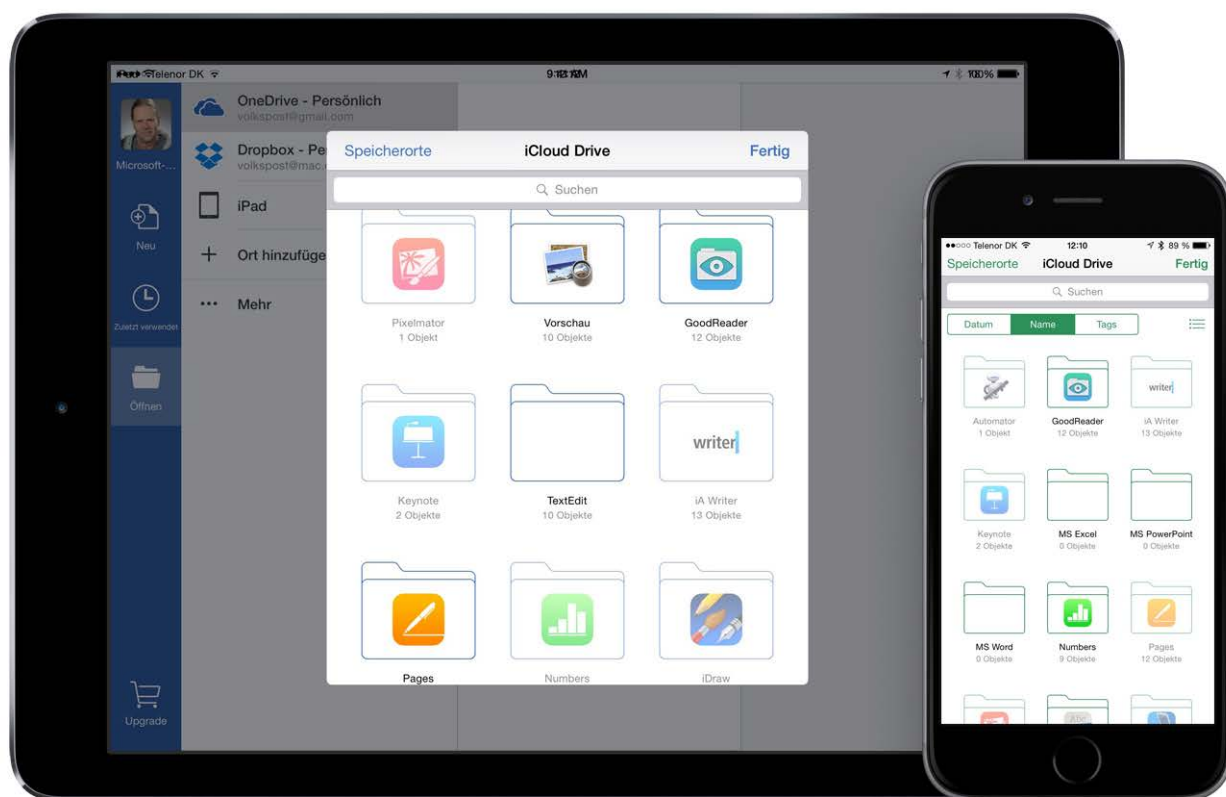 Telenor DK
AM
100%
OneDrive - Persönlich
volkspost@gmail.com
Dropbox - Pe
volkspost@mac.
iPad
Ort hinzufüge
Mehr
Microsoft-...
Neu
Zuletzt verwendet
Öffnen
Upgrade
Speicherorte
iCloud Drive
Fertig
Suchen
Pixelmator
1 Objekt
Vorschau
10 Objekte
GoodReader
12 Objekte
Keynote
2 Objekte
TextEdit
10 Objekte
writer
iA Writer
13 Objekte
Pages
Numbers
iDraw
Telenor DK
12:10
89 %
Speicherorte
iCloud Drive
Fertig
Suchen
Datum
Name
Tags
Automator
1 Objekt
GoodReader
12 Objekte
writer
iA Writer
13 Objekte
Keynote
2 Objekte
MS Excel
0 Objekte
MS PowerPoint
0 Objekte
MS Word
0 Objekte
Numbers
9 Objekte
Pages
12 Objekte